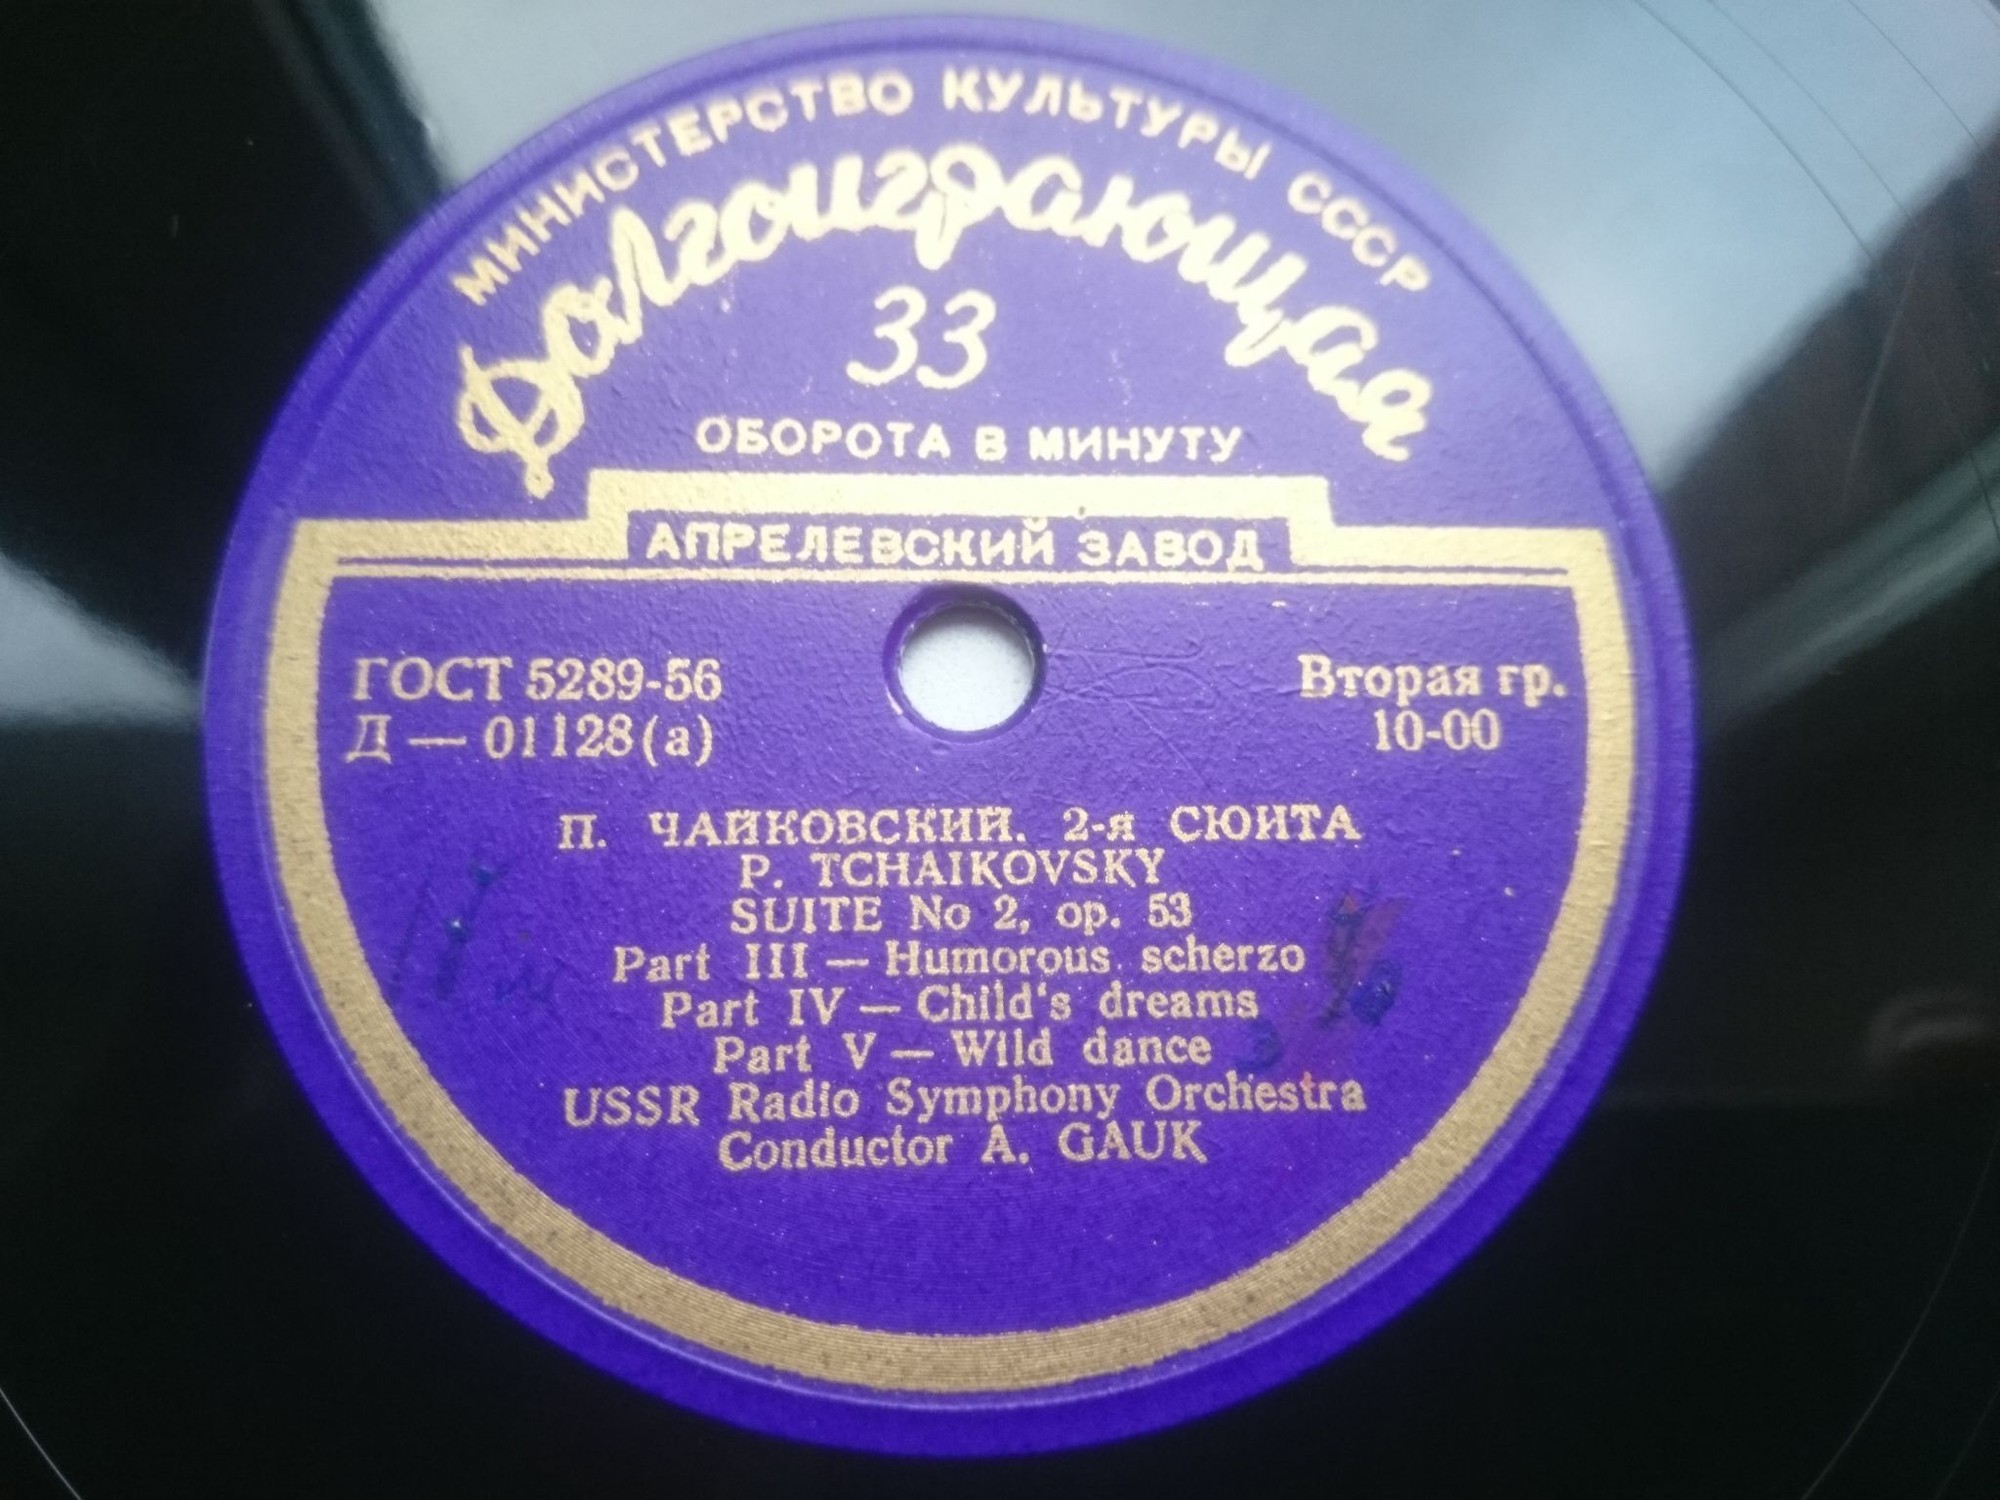 МИНИСТЕРСТВО КУЛЬТУРЫ СССР
Долгоиграющая
33
ОБОРОТА В МИНУТУ
АПРЕЛЕВСКИЙ ЗАВОД
ГОСТ 5289-56
Д — 01128(а)
Вторая гр.
10-00
П. ЧАЙКОВСКИЙ. 2-я СЮИТА
P. TCHAIKOVSKY
SUITE No 2, op. 53
Part III — Humorous. scherzo
Part IV — Child's dreams
Part V — Wild dance
USSR Radio Symphony Orchestra
Conductor A. GAUK